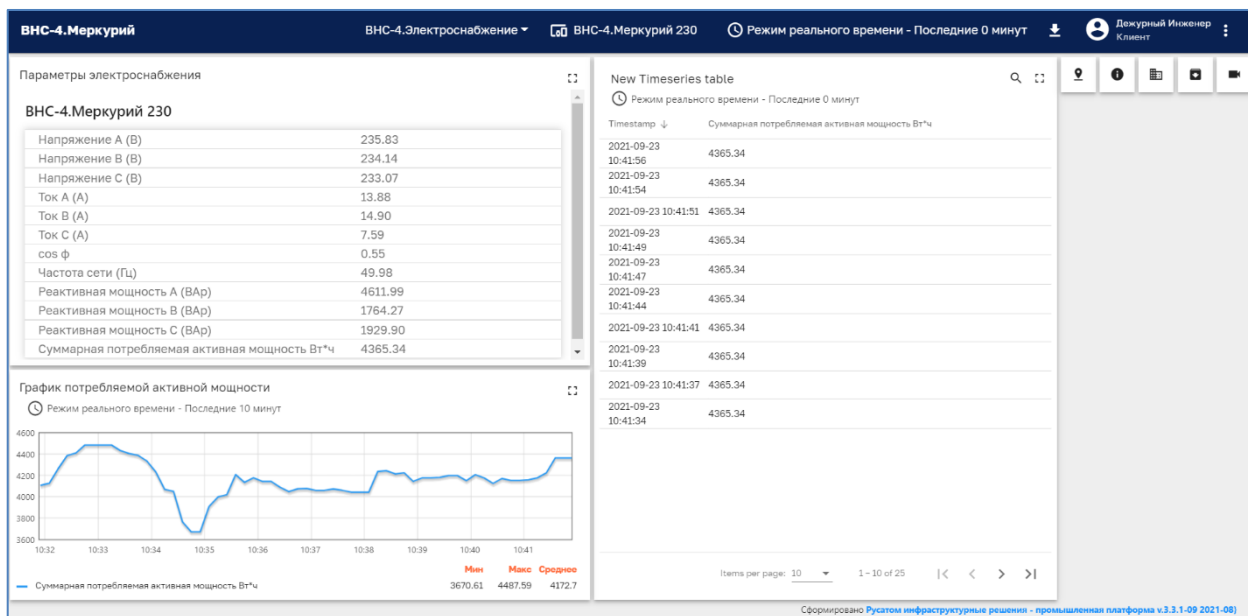 ВНС-4.Меркурий
ВНС-4.Электроснабжение
ВНС-4.Меркурий 230
Режим реального времени - Последние 0 минут
Дежурный Инженер
Клиент
Параметры электроснабжения
ВНС-4.Меркурий 230
Напряжение А (В) 235.83
Напряжение В (В) 234.14
Напряжение С (В) 233.07
Ток А (А) 13.88
Ток В (А) 14.90
Ток С (А) 7.59
cos ф 0.55
Частота сети (Гц) 49.98
Реактивная мощность А (ВАр) 4611.99
Реактивная мощность В (ВАр) 1764.27
Реактивная мощность С (ВАр) 1929.90
Суммарная потребляемая активная мощность Вт*ч 4365.34
График потребляемой активной мощности
Режим реального времени - Последние 10 минут
4600
4400
4200
4000
3800
3600
10:32 10:33 10:34 10:35 10:36 10:37 10:38 10:39 10:40 10:41
Мин Макс Среднее
Суммарная потребляемая активная мощность Вт*ч 3670.61 4487.59 4172.7
New Timeseries table
Режим реального времени - Последние 0 минут
Timestamp ↓ Суммарная потребляемая активная мощность Вт*ч
2021-09-23
10:41:56 4365.34
2021-09-23
10:41:54 4365.34
2021-09-23 10:41:51 4365.34
2021-09-23
10:41:49 4365.34
2021-09-23
10:41:47 4365.34
2021-09-23
10:41:44 4365.34
2021-09-23 10:41:41 4365.34
2021-09-23
10:41:39 4365.34
2021-09-23 10:41:37 4365.34
2021-09-23
10:41:34 4365.34
Items per page: 10 1 – 10 of 25
Сформировано Русатом инфраструктурные решения - промышленная платформа v.3.3.1-09 2021-08)